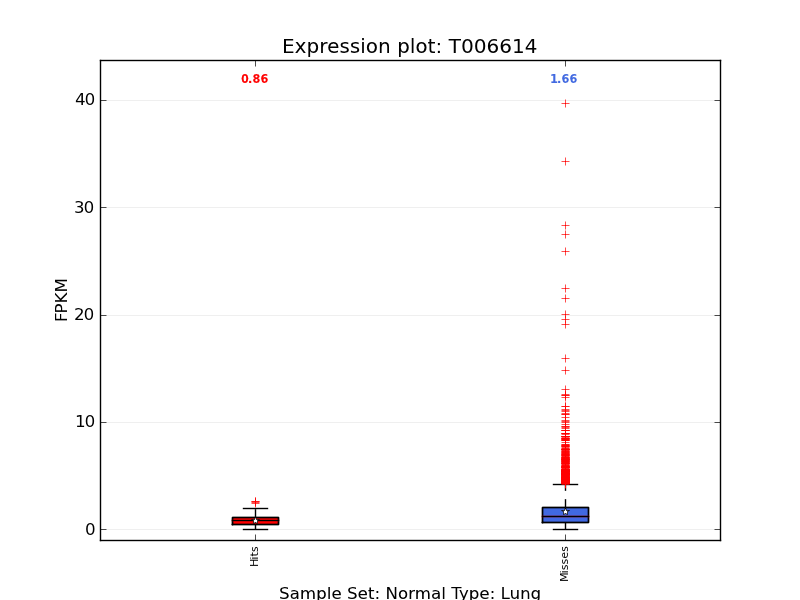 Expression plot: T006614
0.86
1.66
40
30
20
10
0
FPKM
Hits
Misses
Sample Set: Normal Type: Lung